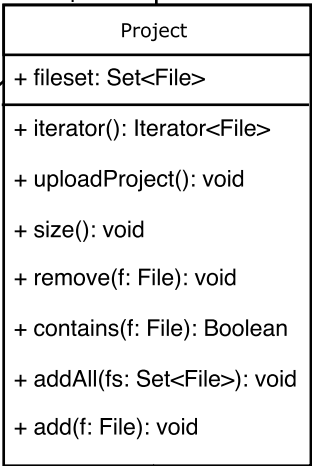 Project
+ fileset: Set<File>
+ iterator(): Iterator<File>
+ uploadProject(): void
+ size(): void
+ remove(f: File): void
+ contains(f: File): Boolean
+ addAll(fs: Set<File>): void
+ add(f: File): void